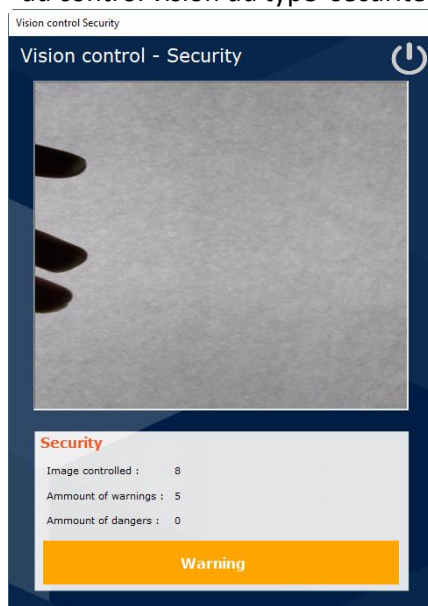 Vision control Security
Vision control - Security
Security
Image controlled : 8
Ammount of warnings : 5
Ammount of dangers : 0
Warning